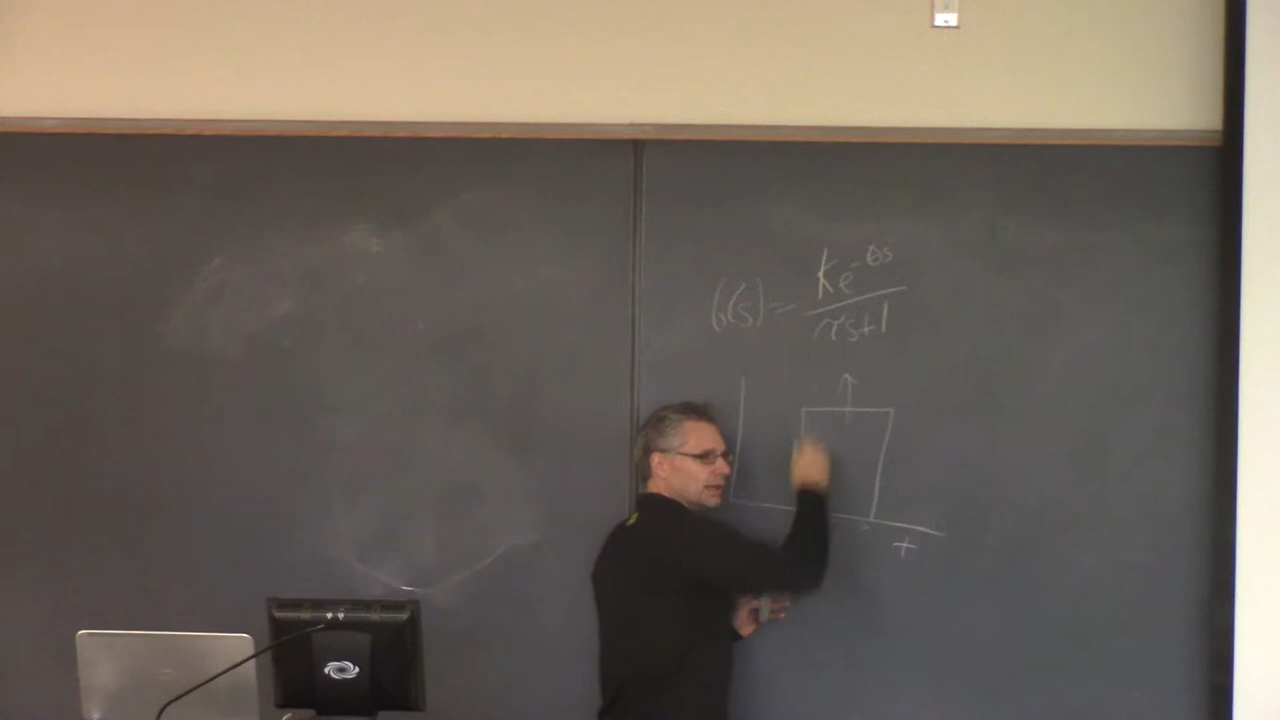 G(s) = Ke^-θs / τs+1
t